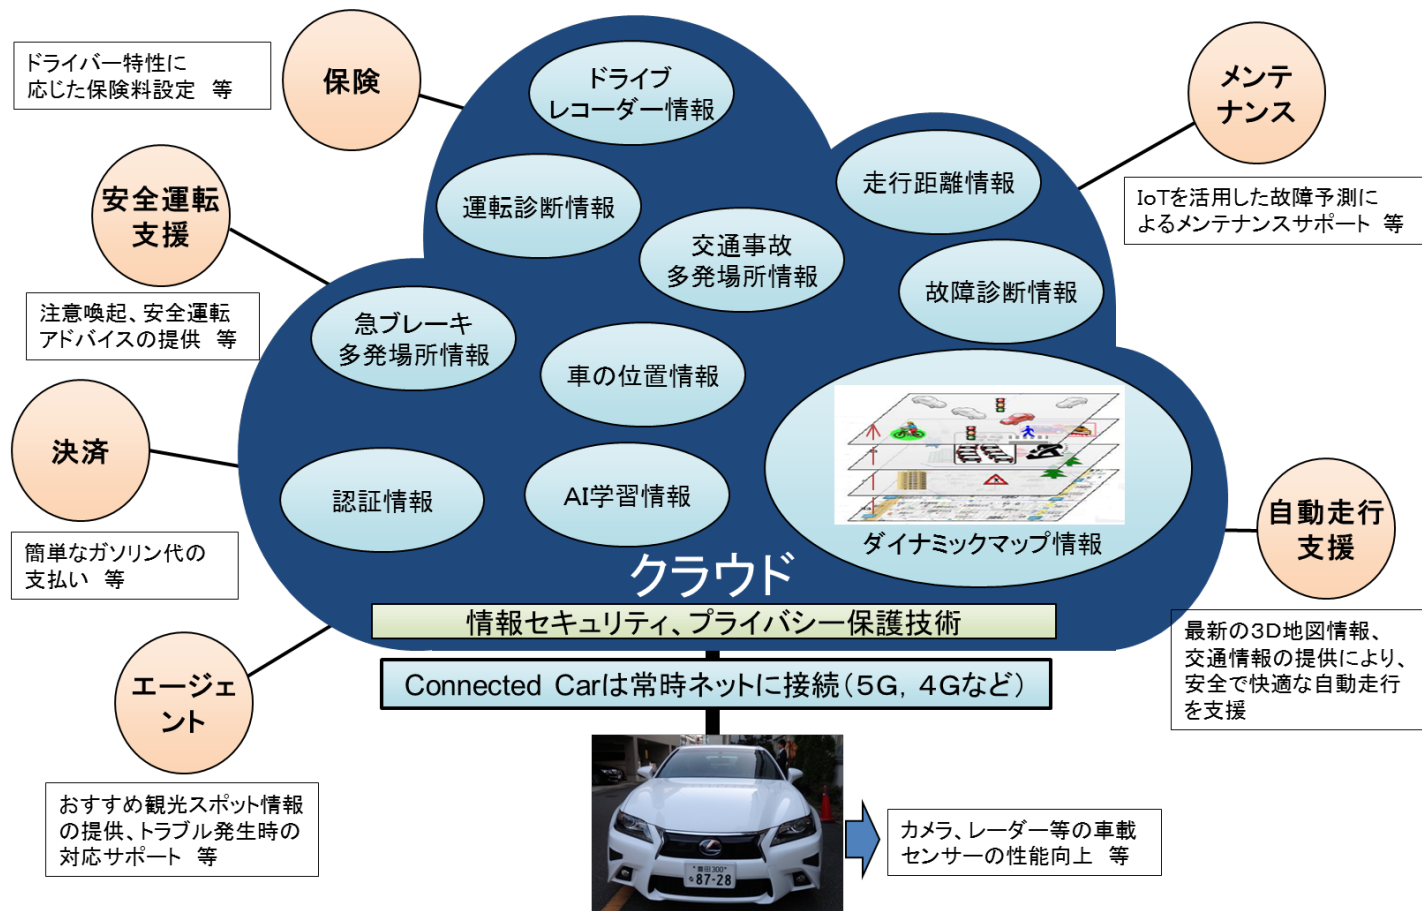 保険
ドライバー特性に
応じた保険料設定　等
安全運転
支援
注意喚起、安全運転
アドバイスの提供　等
決済
簡単なガソリン代の
支払い　等
エージェ
ント
おすすめ観光スポット情報
の提供、トラブル発生時の
対応サポート　等
ドライブ
レコーダー情報
運転診断情報
走行距離情報
交通事故
多発場所情報
故障診断情報
急ブレーキ
多発場所情報
車の位置情報
認証情報
AI学習情報
ダイナミックマップ情報
クラウド
情報セキュリティ、プライバシー保護技術
Connected Carは常時ネットに接続（５G，４Gなど）
メンテ
ナンス
IoTを活用した故障予測に
よるメンテナンスサポート　等
自動走行
支援
最新の３D地図情報、
交通情報の提供により、
安全で快適な自動走行
を支援
豊田300
87-28
カメラ、レーダー等の車載
センサーの性能向上　等